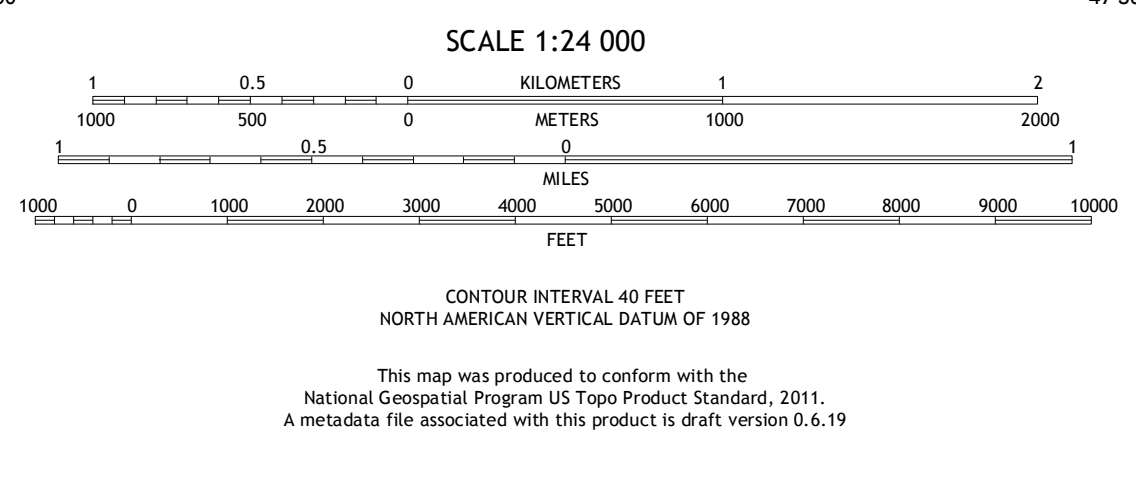 SCALE 1:24 000
1 0.5 0 KILOMETERS 1 2
1000 500 0 METERS 1000 2000
1 0.5 0 1
MILES
1000 0 1000 2000 3000 4000 5000 6000 7000 8000 9000 10000
FEET
CONTOUR INTERVAL 40 FEET
NORTH AMERICAN VERTICAL DATUM OF 1988
This map was produced to conform with the
National Geospatial Program US Topo Product Standard, 2011.
A metadata file associated with this product is draft version 0.6.19